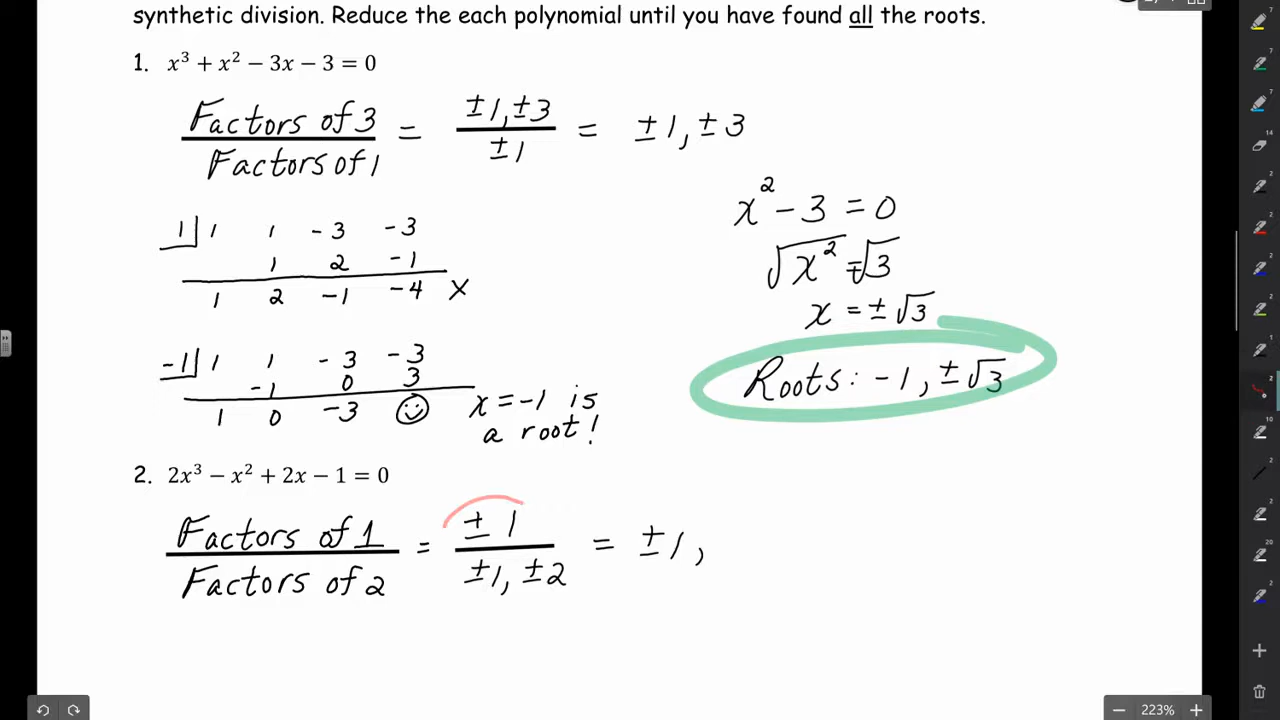 synthetic division. Reduce the each polynomial until you have found all the roots.
1. x³ + x² − 3x − 3 = 0
Factors of 3 / Factors of 1 = ±1, ±3 / ±1 = ±1, ±3
1 | 1 1 -3 -3
1 2 -1
1 2 -1 -4 X
-1 | 1 1 -3 -3
-1 0 3
1 0 -3 ☺
x = -1 is
a root!
x² - 3 = 0
√x² = ±√3
x = ±√3
Roots: -1, ±√3
2. 2x³ − x² + 2x − 1 = 0
Factors of 1 / Factors of 2 = ±1 / ±1, ±2 = ±1,
223%